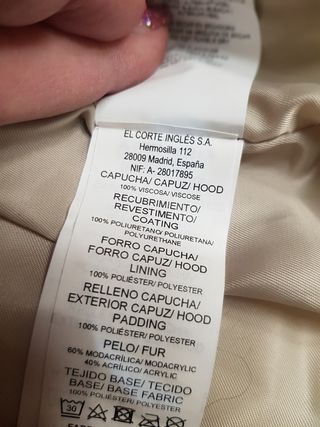 EL CORTE INGLÉS S.A.
Hermosilla 112
28009 Madrid, España
NIF: A- 28017895
CAPUCHA/ CAPUZ/ HOOD
100% VISCOSA/ VISCOSE
RECUBRIMIENTO/
REVESTIMENTO/
COATING
100% POLIURETANO/ POLIURETANA/
POLYURETHANE
FORRO CAPUCHA/
FORRO CAPUZ/ HOOD
LINING
100% POLIÉSTER/ POLYESTER
RELLENO CAPUCHA/
EXTERIOR CAPUZ/ HOOD
PADDING
100% POLIÉSTER/ POLYESTER
PELO/ FUR
60% MODACRÍLICA/ MODACRYLIC
40% ACRÍLICO/ ACRYLIC
TEJIDO BASE/ TECIDO
BASE/ BASE FABRIC
100% POLIÉSTER/ POLYESTER
30